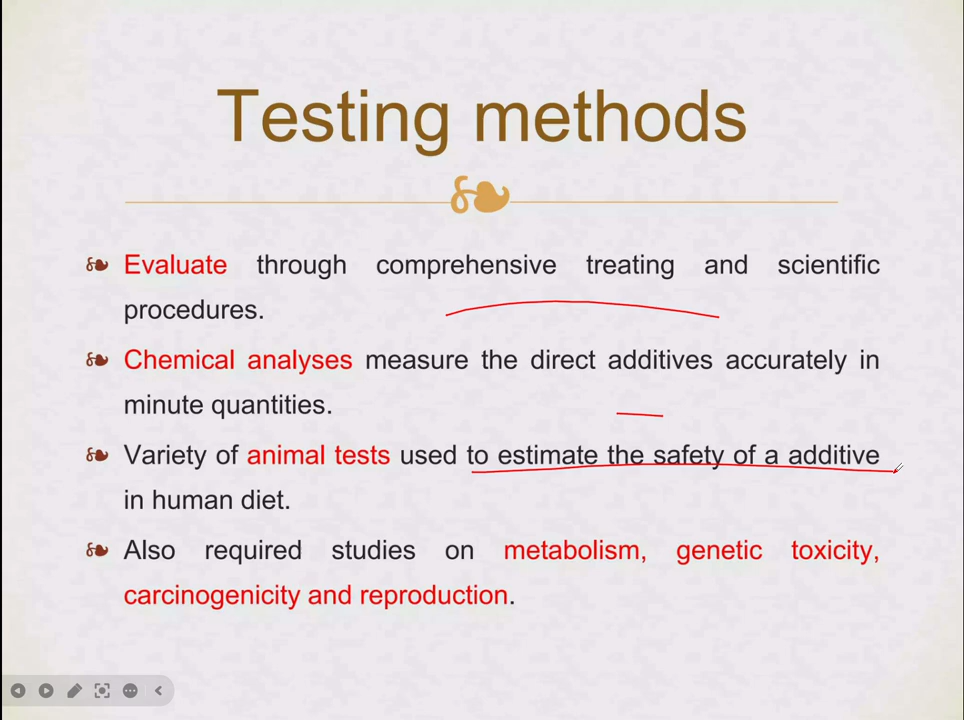 Testing methods
Evaluate through comprehensive treating and scientific
procedures.
Chemical analyses measure the direct additives accurately in
minute quantities.
Variety of animal tests used to estimate the safety of a additive
in human diet.
Also required studies on metabolism, genetic toxicity,
carcinogenicity and reproduction.